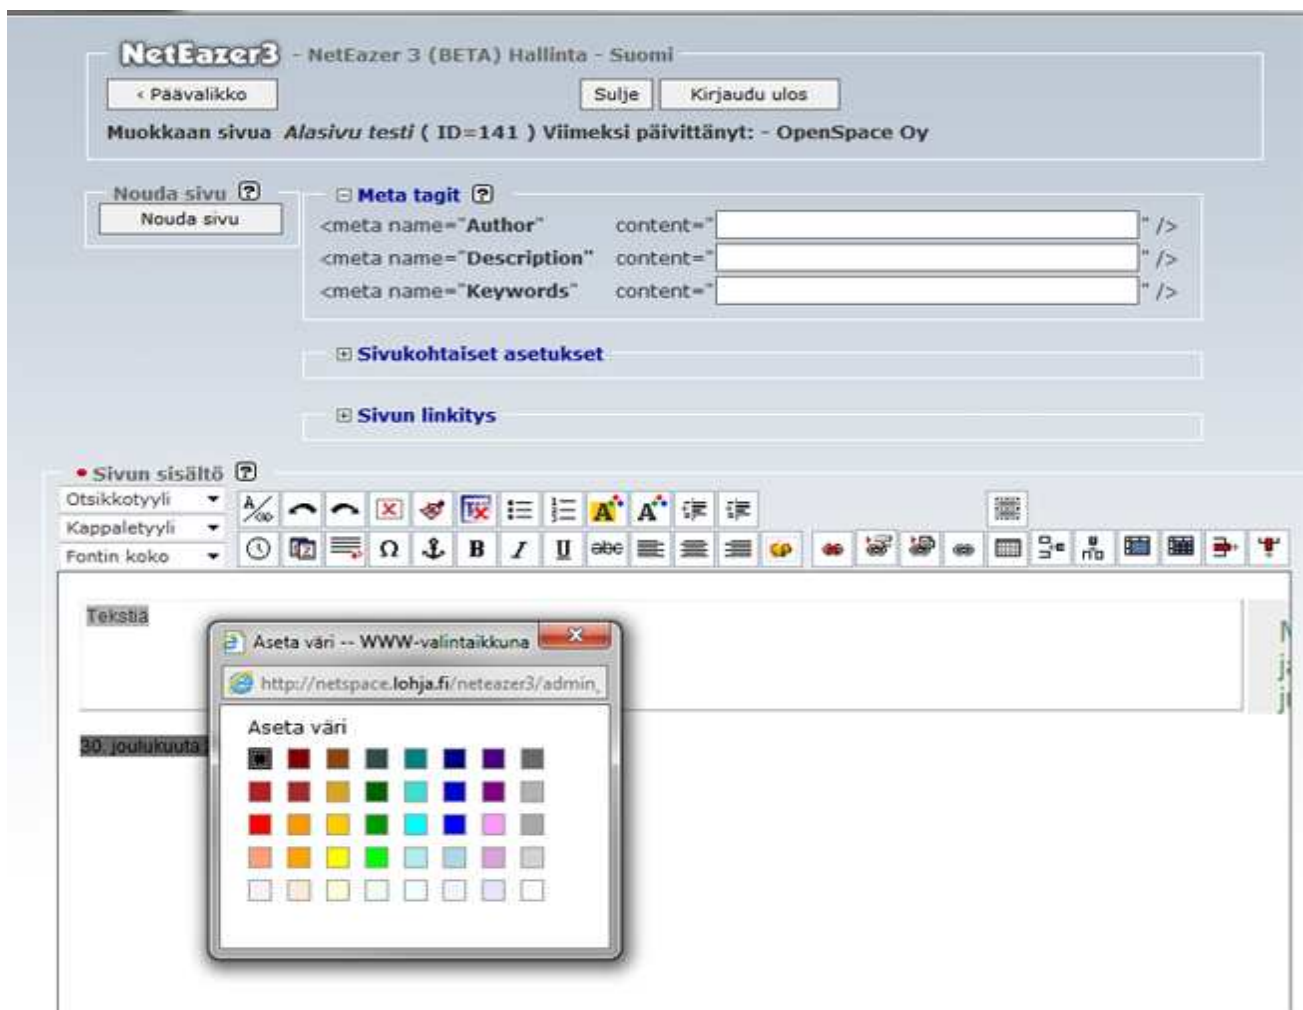 NetEazer3 - NetEazer 3 (BETA) Hallinta - Suomi
< Päävalikko Sulje Kirjaudu ulos
Muokkaan sivua Alasivu testi ( ID=141 ) Viimeksi päivittänyt: - OpenSpace Oy
Nouda sivu ?
Nouda sivu
Meta tagit ?
<meta name="Author" content=" " />
<meta name="Description" content=" " />
<meta name="Keywords" content=" " />
Sivukohtaiset asetukset
Sivun linkitys
• Sivun sisältö ?
Otsikkotyyli
Kappaletyyli
Fontin koko
B I U abe
Tekstia
30. joulukuuta
Aseta väri -- WWW-valintaikkuna
http://netspace.lohja.fi/neteazer3/admin_
Aseta väri